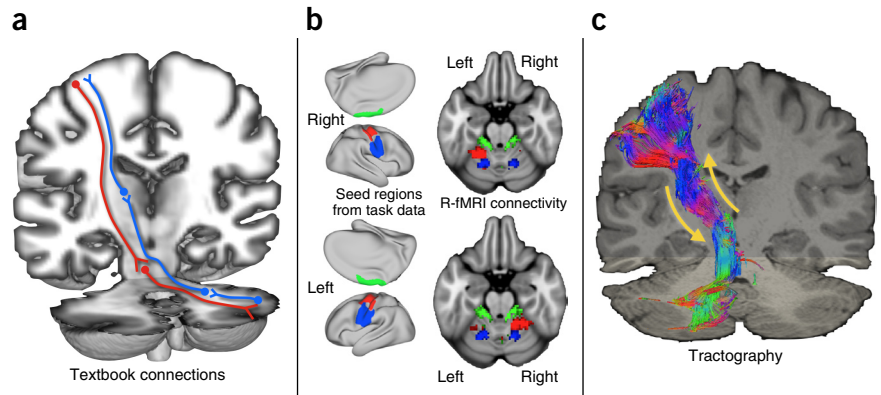 a
Textbook connections
b
Left Right
Right
Seed regions
from task data
R-fMRI connectivity
Left
Left Right
c
Tractography